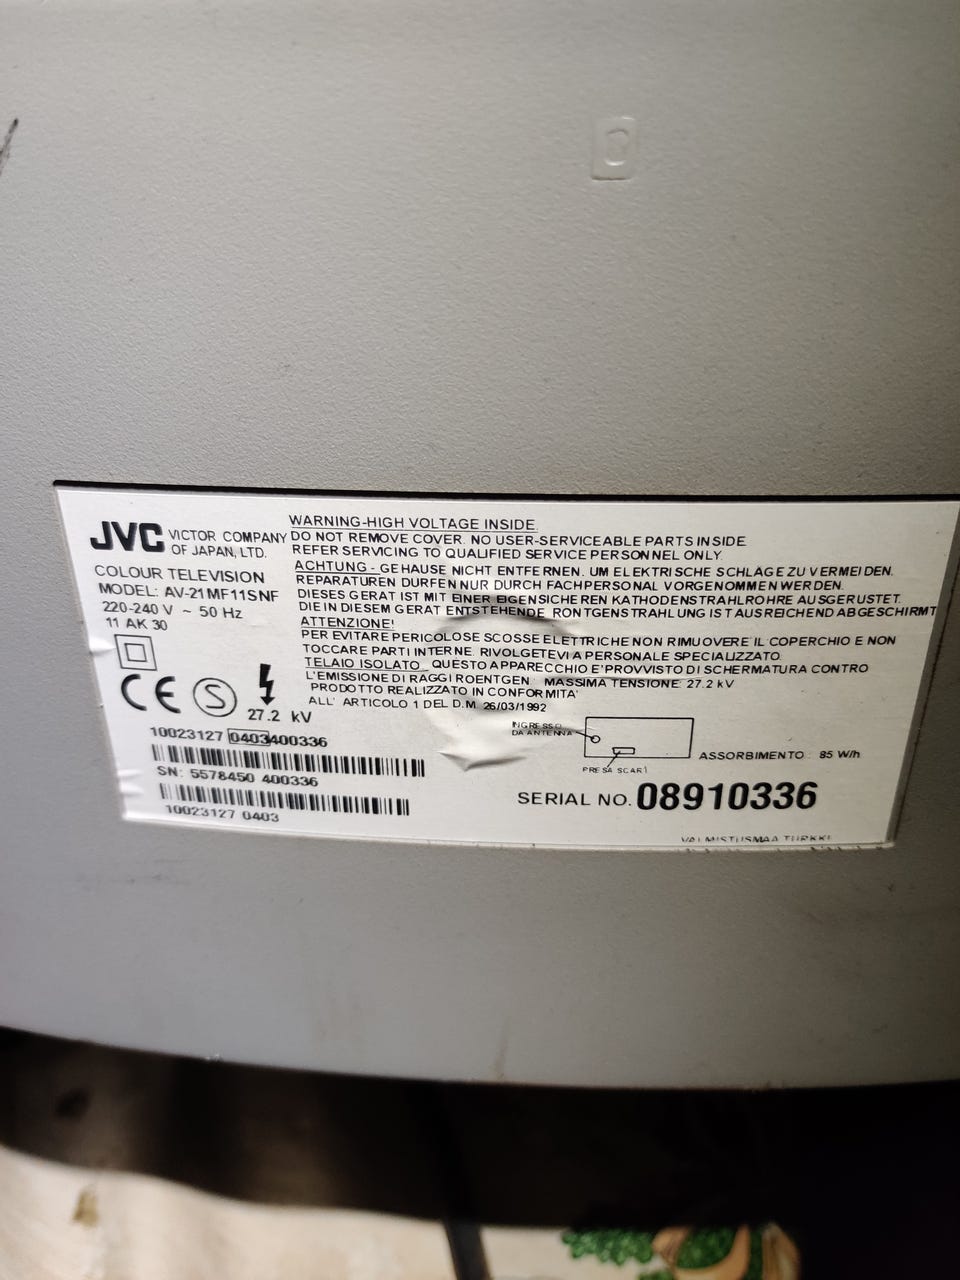 JVC VICTOR COMPANY
OF JAPAN, LTD.
COLOUR TELEVISION
MODEL: AV-21MF11SNF
220-240 V ~ 50 Hz
11 AK 30
CE S
27.2 kV
10023127 0403400336
SN: 5578450 400336
10023127 0403
WARNING-HIGH VOLTAGE INSIDE.
DO NOT REMOVE COVER. NO USER-SERVICEABLE PARTS INSIDE
REFER SERVICING TO QUALIFIED SERVICE PERSONNEL ONLY.
ACHTUNG - GEHAUSE NICHT ENTFERNEN. UM ELEKTRISCHE SCHLAGE ZU VERMEIDEN.
REPARATUREN DURFEN NUR DURCH FACHPERSONAL VORGENOMMEN WERDEN.
DIESES GERAT IST MIT EINER EIGENSICHEREN KATHODENSTRAHLROHRE AUSGERUSTET.
DIE IN DIESEM GERAT ENTSTEHENDE RONTGENSTRAHLUNG IST AUSREICHEND ABGESCHIRMT
ATTENZIONE!
PER EVITARE PERICOLOSE SCOSSE ELETTRICHE NON RIMUOVERE IL COPERCHIO E NON
TOCCARE PARTI INTERNE. RIVOLGETEVI A PERSONALE SPECIALIZZATO.
TELAIO ISOLATO QUESTO APPARECCHIO E'PROVVISTO DI SCHERMATURA CONTRO
L'EMISSIONE DI RAGGI ROENTGEN MASSIMA TENSIONE 27.2 kV
PRODOTTO REALIZZATO IN CONFORMITA'
ALL' ARTICOLO 1 DEL D.M. 26/03/1992
INGRESSO
DA ANTENNA
PRESA SCART
ASSORBIMENTO : 85 W/h
SERIAL NO. 08910336
VALMISTUSMAA TURKKI